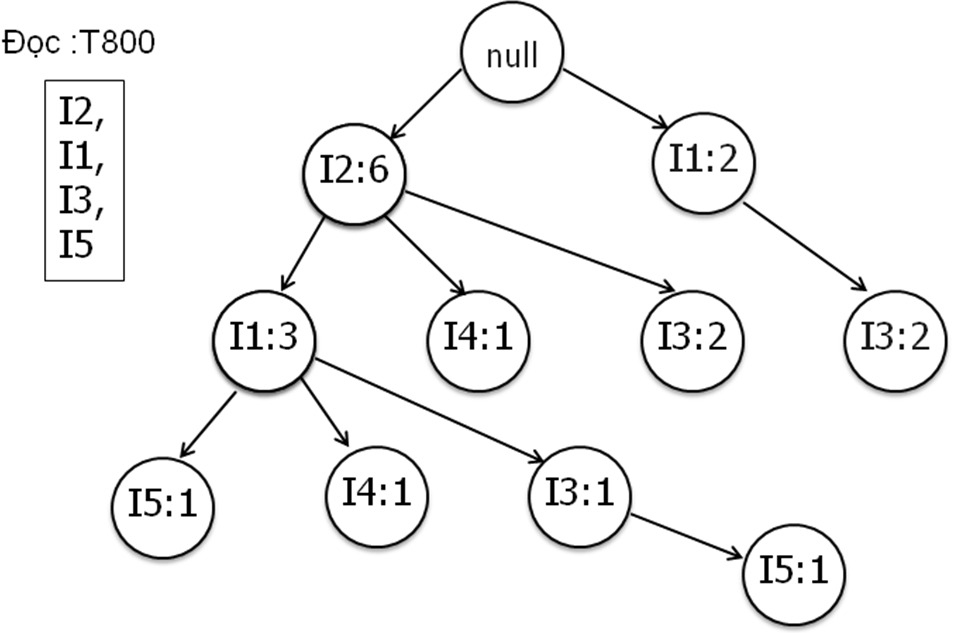 Đọc :T800
I2,
I1,
I3,
I5
null
I2:6
I1:2
I1:3
I4:1
I3:2
I3:2
I5:1
I4:1
I3:1
I5:1